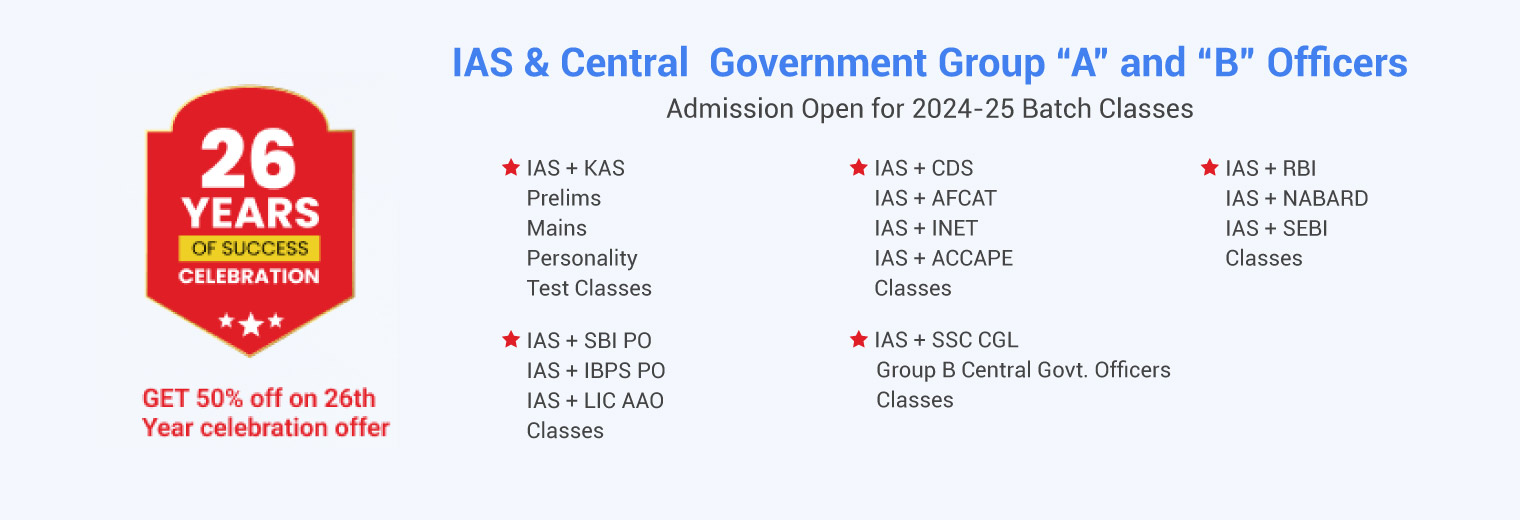 IAS & Central  Government Group “A” and “B” Officers
Admission Open for 2024-25 Batch Classes
26
YEARS
OF SUCCESS
CELEBRATION
GET 50% off on 26th
Year celebration offer
IAS + KAS
Prelims
Mains
Personality
Test Classes
IAS + CDS
IAS + AFCAT
IAS + INET
IAS + ACCAPE
Classes
IAS + RBI
IAS + NABARD
IAS + SEBI
Classes
IAS + SBI PO
IAS + IBPS PO
IAS + LIC AAO
Classes
IAS + SSC CGL
Group B Central Govt. Officers
Classes